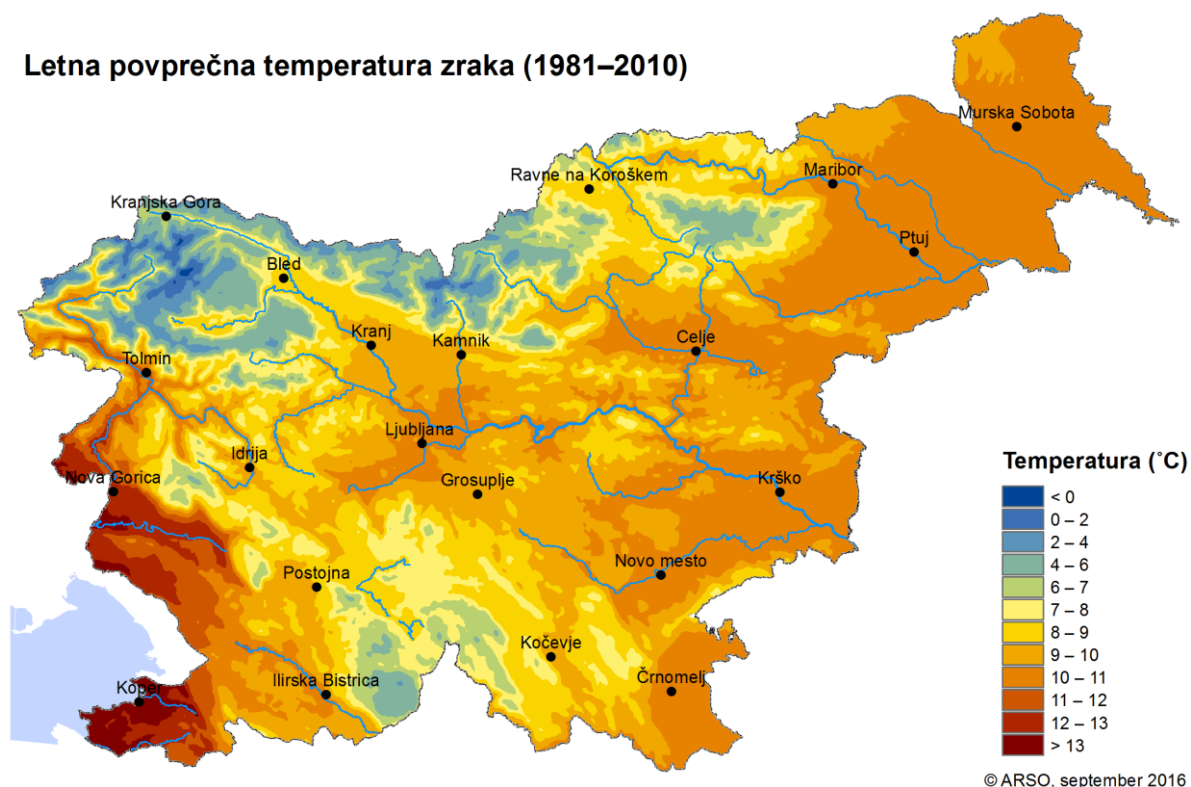 Letna povprečna temperatura zraka (1981–2010)
Murska Sobota
Ravne na Koroškem
Maribor
Kranjska Gora
Ptuj
Bled
Kranj
Kamnik
Celje
Tolmin
Ljubljana
Idrija
Nova Gorica
Grosuplje
Krško
Novo mesto
Postojna
Kočevje
Koper
Ilirska Bistrica
Črnomelj
Temperatura (°C)
< 0
0 – 2
2 – 4
4 – 6
6 – 7
7 – 8
8 – 9
9 – 10
10 – 11
11 – 12
12 – 13
> 13
© ARSO, september 2016